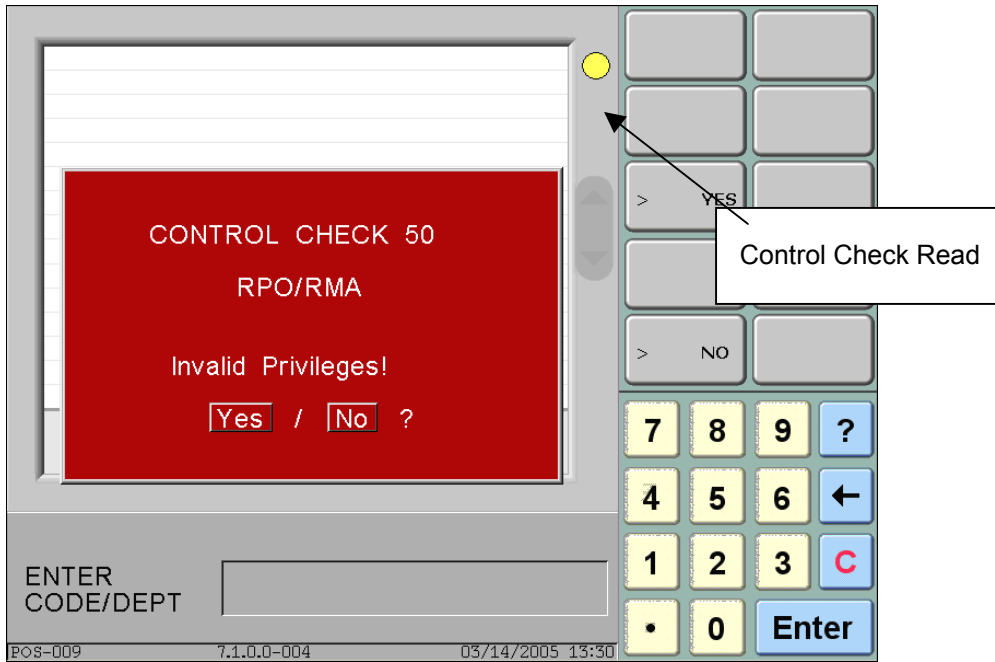 CONTROL CHECK 50
RPO/RMA
Invalid Privileges!
Yes / No ?
> YES
Control Check Read
> NO
7 8 9 ?
4 5 6 ←
1 2 3 C
• 0 Enter
ENTER
CODE/DEPT
POS-009 7.1.0.0-004 03/14/2005 13:30